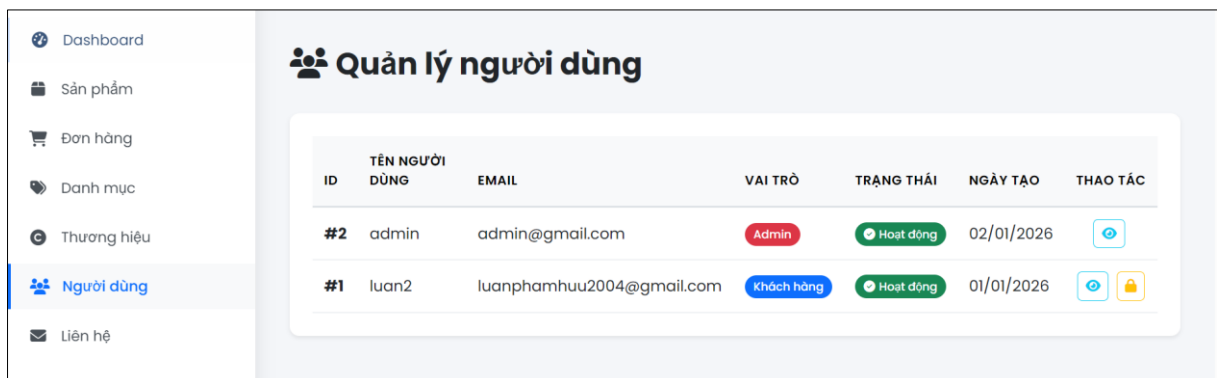 Dashboard
Sản phẩm
Đơn hàng
Danh mục
Thương hiệu
Người dùng
Liên hệ
Quản lý người dùng
ID TÊN NGƯỜI DÙNG EMAIL VAI TRÒ TRẠNG THÁI NGÀY TẠO THAO TÁC
#2 admin admin@gmail.com Admin Hoạt động 02/01/2026
#1 luan2 luanphamhuu2004@gmail.com Khách hàng Hoạt động 01/01/2026